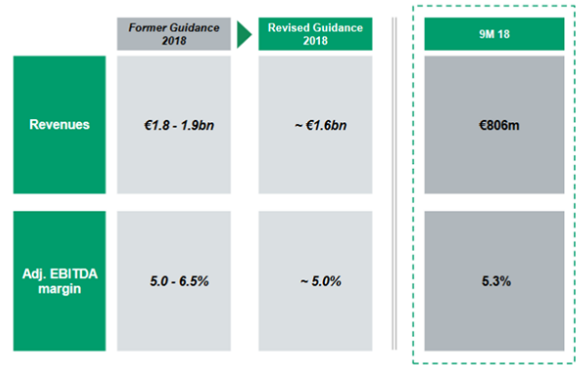 Former Guidance
2018
Revised Guidance
2018
9M 18
Revenues
€1.8 - 1.9bn
~ €1.6bn
€806m
Adj. EBITDA
margin
5.0 - 6.5%
~ 5.0%
5.3%